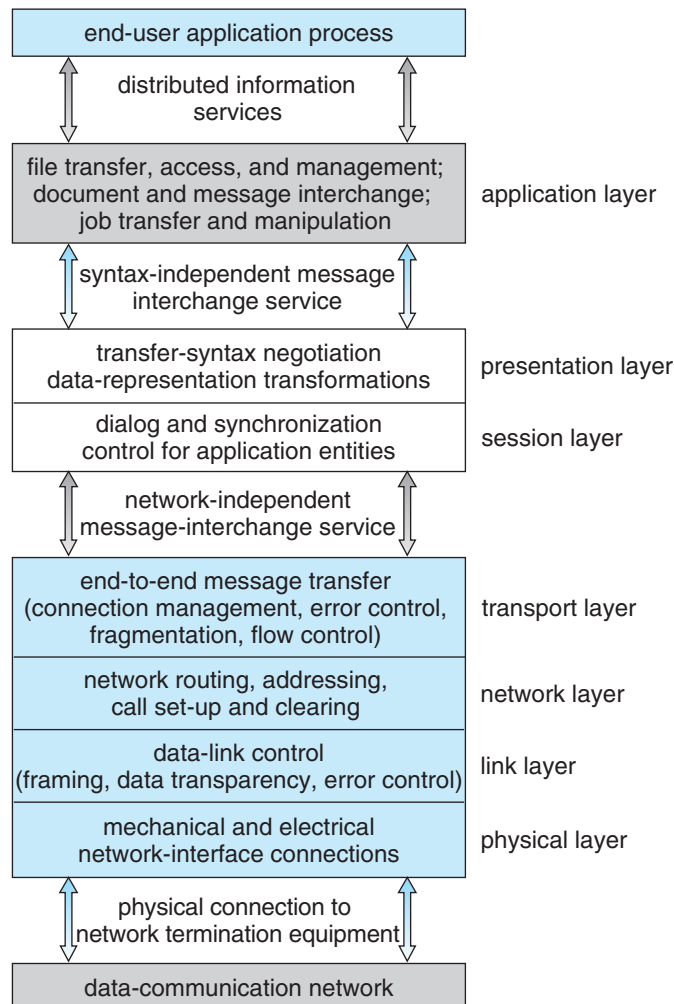 end-user application process
distributed information
services
file transfer, access, and management;
document and message interchange;
job transfer and manipulation
application layer
syntax-independent message
interchange service
transfer-syntax negotiation
data-representation transformations
presentation layer
dialog and synchronization
control for application entities
session layer
network-independent
message-interchange service
end-to-end message transfer
(connection management, error control,
fragmentation, flow control)
transport layer
network routing, addressing,
call set-up and clearing
network layer
data-link control
(framing, data transparency, error control)
link layer
mechanical and electrical
network-interface connections
physical layer
physical connection to
network termination equipment
data-communication network